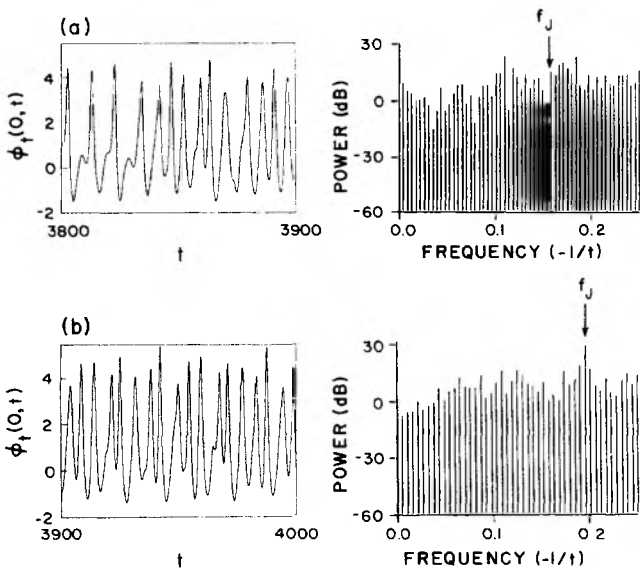 (a)
ϕt(0,t)
4
2
0
-2
3800
3900
t
fJ
POWER (dB)
30
0
-30
-60
0.0
0.1
0.2
FREQUENCY (-1/t)
(b)
ϕt(0,t)
4
2
0
-2
3900
4000
t
fJ
POWER (dB)
30
0
-30
-60
0.0
0.1
0.2
FREQUENCY (-1/t)